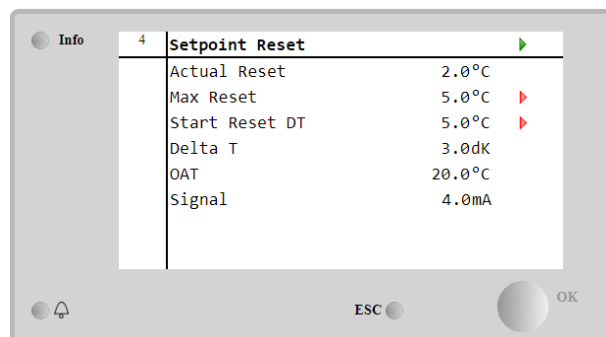 Info
4 Setpoint Reset
Actual Reset 2.0°C
Max Reset 5.0°C
Start Reset DT 5.0°C
Delta T 3.0dK
OAT 20.0°C
Signal 4.0mA
ESC
OK